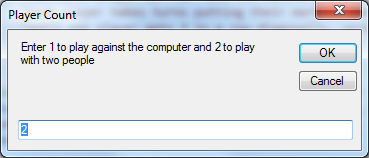 Player Count
Enter 1 to play against the computer and 2 to play
with two people
OK
Cancel
2